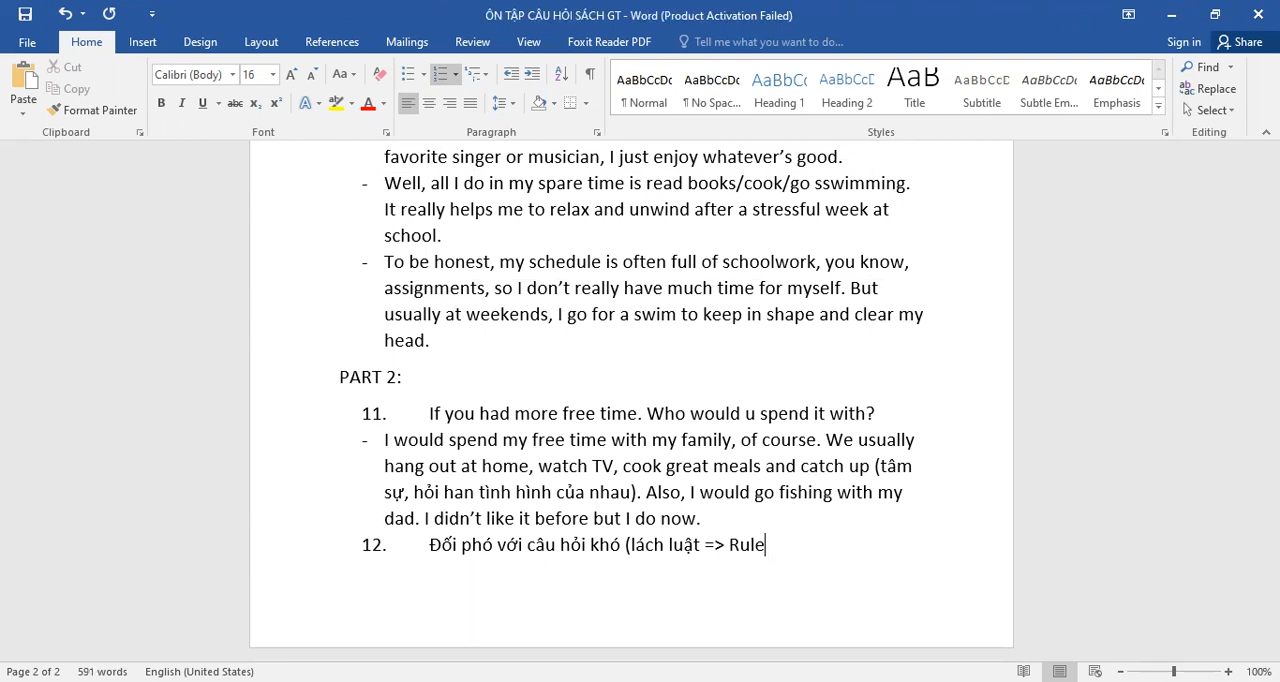 ÔN TẬP CÂU HỎI SÁCH GT - Word (Product Activation Failed)
File Home Insert Design Layout References Mailings Review View Foxit Reader PDF Tell me what you want to do... Sign in Share
Paste Cut Copy Format Painter
Clipboard
Calibri (Body) 16 Aa
B I U abc X₂ X² A A
Font
Paragraph
AaBbCcDc AaBbCcDc AaBbCc AaBbCcC AaB AaBbCcD AaBbCcDc AaBbCcDc
¶ Normal ¶ No Spac... Heading 1 Heading 2 Title Subtitle Subtle Em... Emphasis
Styles
Find
Replace
Select
Editing
favorite singer or musician, I just enjoy whatever’s good.
- Well, all I do in my spare time is read books/cook/go sswimming.
It really helps me to relax and unwind after a stressful week at
school.
- To be honest, my schedule is often full of schoolwork, you know,
assignments, so I don’t really have much time for myself. But
usually at weekends, I go for a swim to keep in shape and clear my
head.
PART 2:
11. If you had more free time. Who would u spend it with?
- I would spend my free time with my family, of course. We usually
hang out at home, watch TV, cook great meals and catch up (tâm
sự, hỏi han tình hình của nhau). Also, I would go fishing with my
dad. I didn’t like it before but I do now.
12. Đối phó với câu hỏi khó (lách luật => Rule
Page 2 of 2 591 words English (United States) 100%